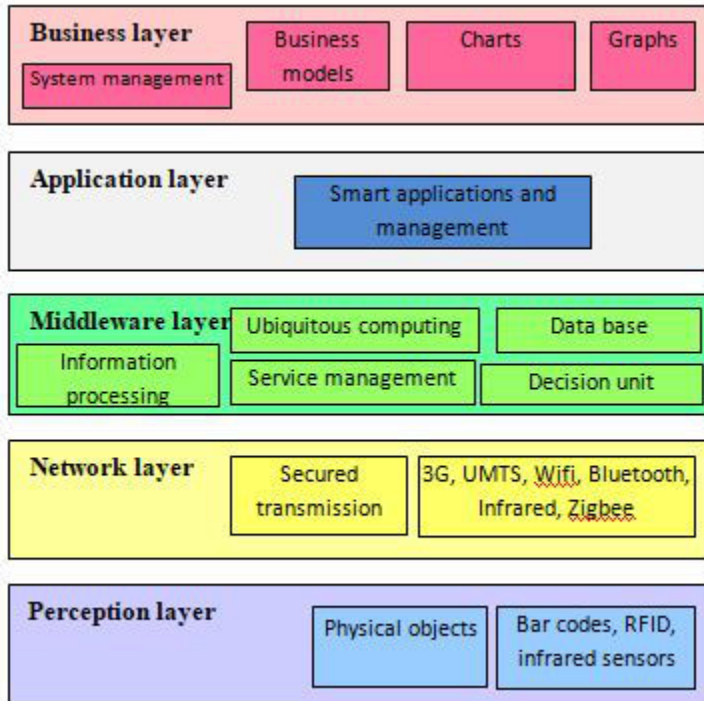 Business layer
System management
Business
models
Charts
Graphs
Application layer
Smart applications and
management
Middleware layer
Ubiquitous computing
Data base
Information
processing
Service management
Decision unit
Network layer
Secured
transmission
3G, UMTS, Wifi, Bluetooth,
Infrared, Zigbee
Perception layer
Physical objects
Bar codes, RFID,
infrared sensors